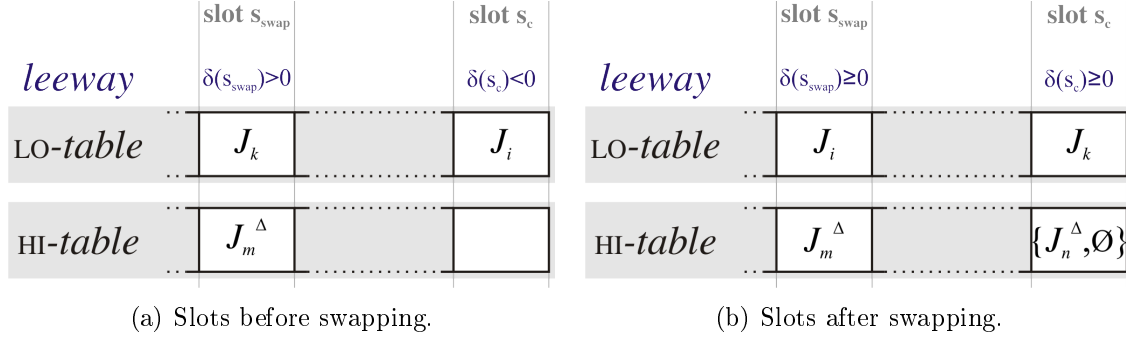 slot s_swap slot s_c slot s_swap slot s_c
leeway δ(s_swap)>0 δ(s_c)<0 leeway δ(s_swap)≥0 δ(s_c)≥0
LO-table J_k J_i LO-table J_i J_k
HI-table J_m^Δ HI-table J_m^Δ {J_n^Δ,Ø}
(a) Slots before swapping. (b) Slots after swapping.